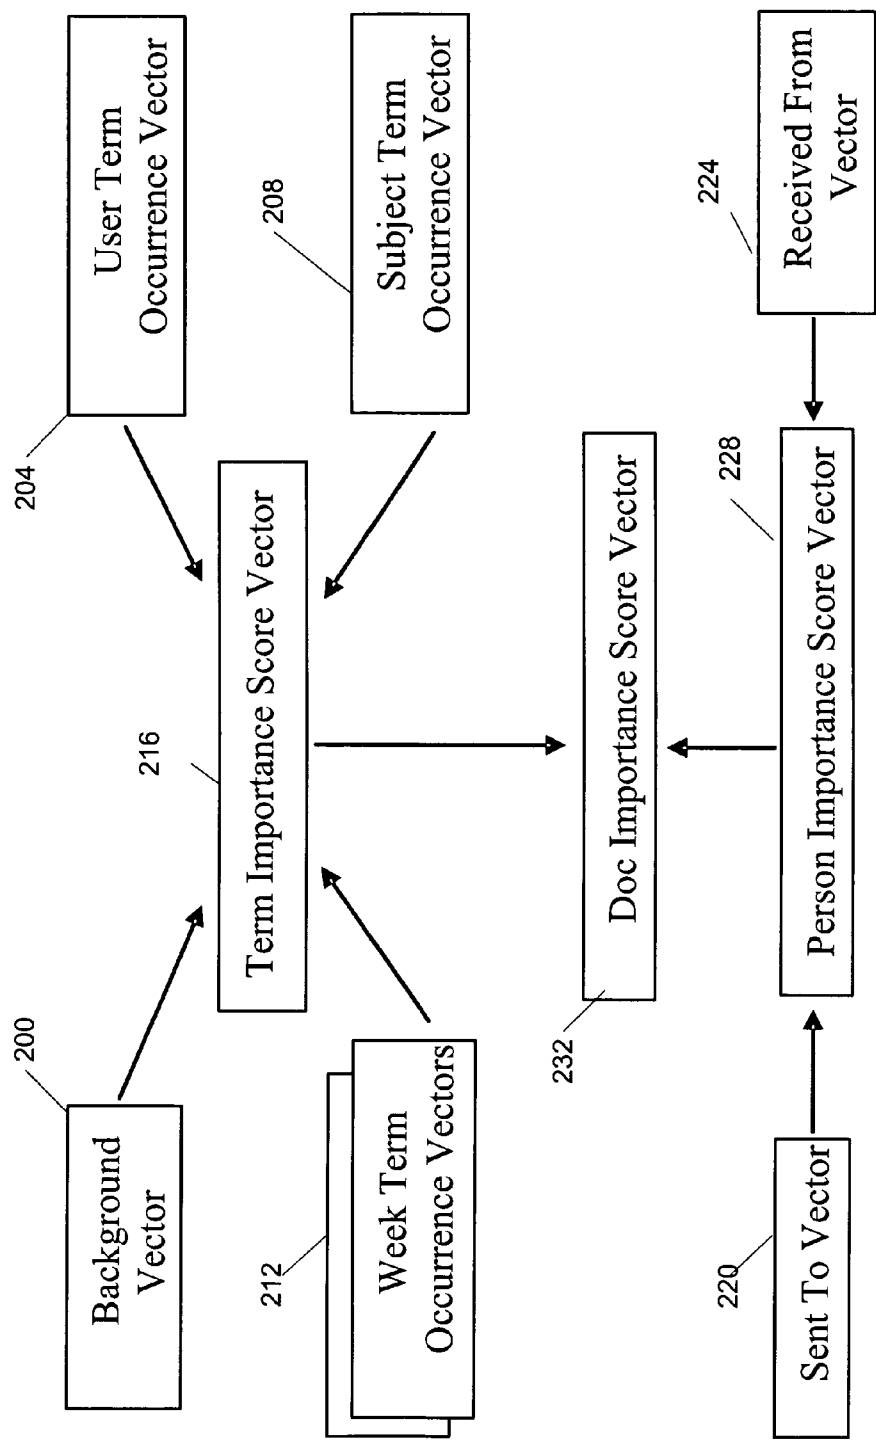 200
Background
Vector
204
User Term
Occurrence Vector
216
Term Importance Score Vector
212
Week Term
Occurrence Vectors
208
Subject Term
Occurrence Vector
232
Doc Importance Score Vector
220
Sent To Vector
228
Person Importance Score Vector
224
Received From
Vector